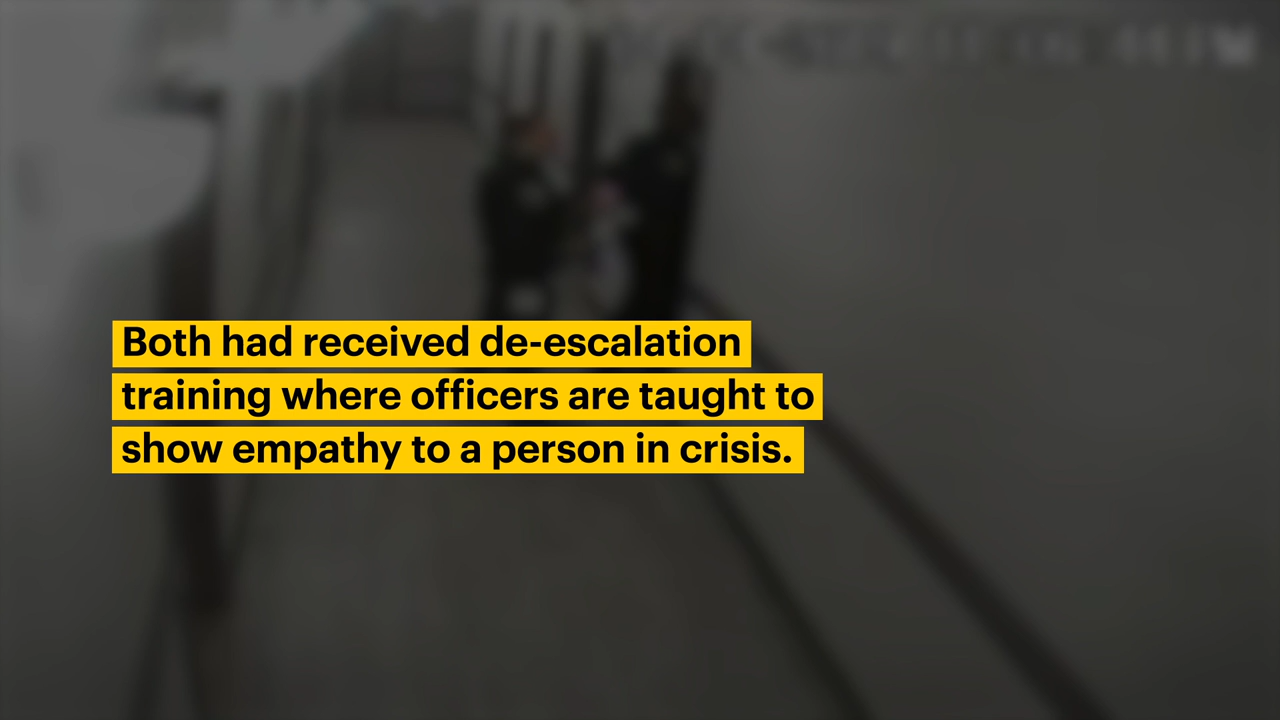 Both had received de-escalation
training where officers are taught to
show empathy to a person in crisis.